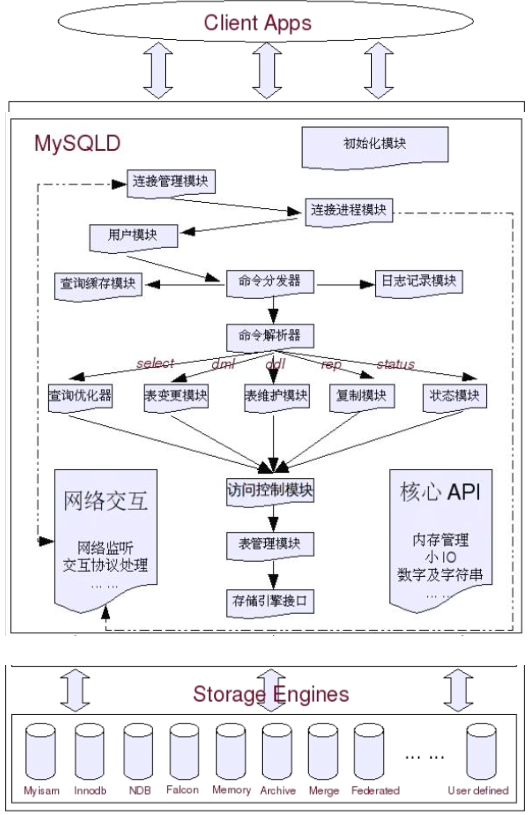 Client Apps
MySQLD
初始化模块
连接管理模块
连接进程模块
用户模块
查询缓存模块
命令分发器
日志记录模块
命令解析器
select
dml
ddl
rep
status
查询优化器
表变更模块
表维护模块
复制模块
状态模块
访问控制模块
网络交互
网络监听
交互协议处理
... ...
核心 API
内存管理
小 IO
数字及字符串
... ...
表管理模块
存储引擎接口
Storage Engines
Myisam
Innodb
NDB
Falcon
Memory
Archive
Merge
Federated
... ...
User defined